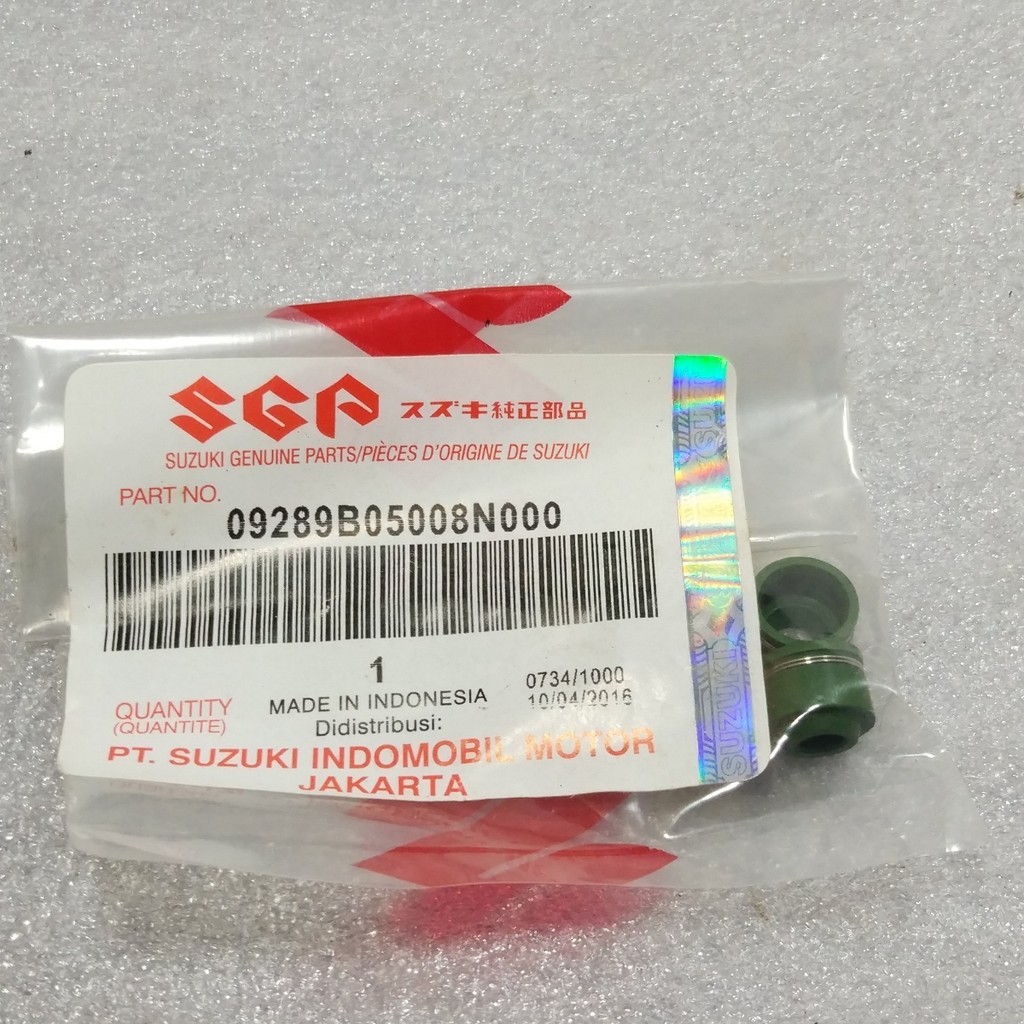 SGP スズキ純正部品
SUZUKI GENUINE PARTS/PIÈCES D'ORIGINE DE SUZUKI
PART NO.
09289B05008N000
1
QUANTITY
(QUANTITE)
MADE IN INDONESIA
Didistribusi:
0734/1000
10/04/2016
PT. SUZUKI INDOMOBIL MOTOR
JAKARTA
SUZUKI